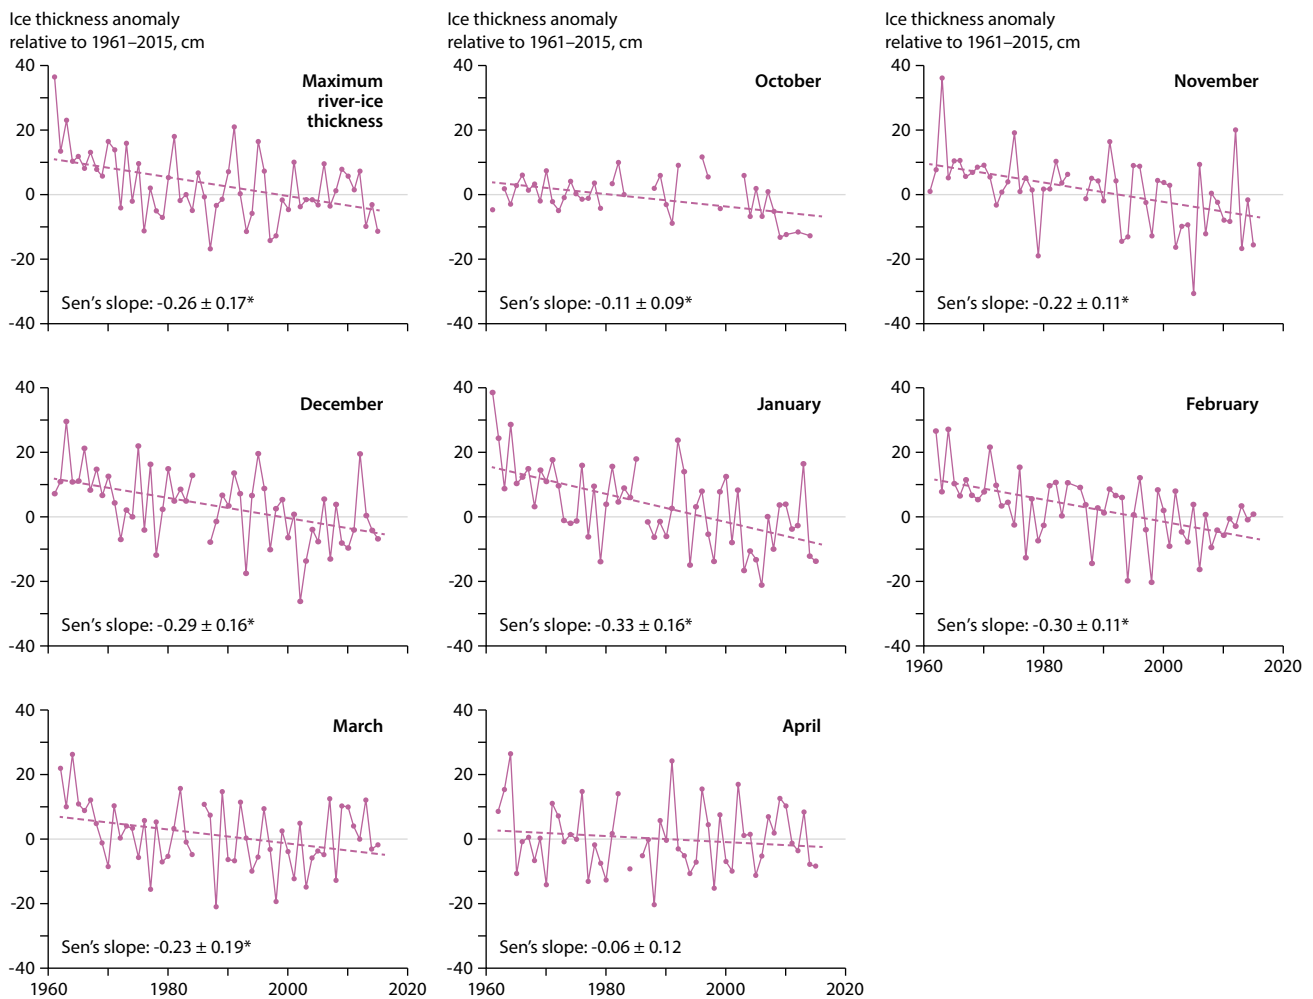 Ice thickness anomaly
relative to 1961–2015, cm
Ice thickness anomaly
relative to 1961–2015, cm
Ice thickness anomaly
relative to 1961–2015, cm
40
20
0
-20
-40
Maximum
river-ice
thickness
Sen's slope: -0.26 ± 0.17*
40
20
0
-20
-40
October
Sen's slope: -0.11 ± 0.09*
40
20
0
-20
-40
November
Sen's slope: -0.22 ± 0.11*
40
20
0
-20
-40
December
Sen's slope: -0.29 ± 0.16*
40
20
0
-20
-40
January
Sen's slope: -0.33 ± 0.16*
40
20
0
-20
-40
February
Sen's slope: -0.30 ± 0.11*
1960 1980 2000 2020
40
20
0
-20
-40
March
Sen's slope: -0.23 ± 0.19*
1960 1980 2000 2020
40
20
0
-20
-40
April
Sen's slope: -0.06 ± 0.12
1960 1980 2000 2020